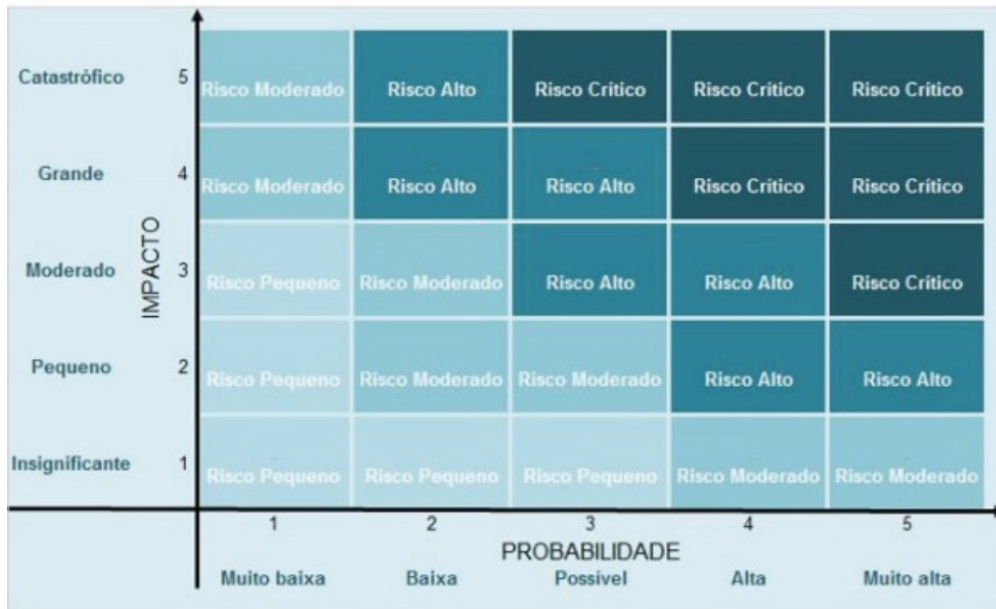 Catastrófico 5 Risco Moderado Risco Alto Risco Crítico Risco Crítico Risco Crítico
Grande 4 Risco Moderado Risco Alto Risco Alto Risco Crítico Risco Crítico
IMPACTO
Moderado 3 Risco Pequeno Risco Moderado Risco Alto Risco Alto Risco Crítico
Pequeno 2 Risco Pequeno Risco Moderado Risco Moderado Risco Alto Risco Alto
Insignificante 1 Risco Pequeno Risco Pequeno Risco Pequeno Risco Moderado Risco Moderado
1 2 3 4 5
PROBABILIDADE
Muito baixa Baixa Possível Alta Muito alta